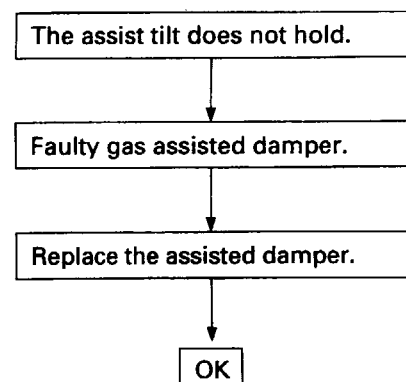 The assist tilt does not hold.
Faulty gas assisted damper.
Replace the assisted damper.
OK